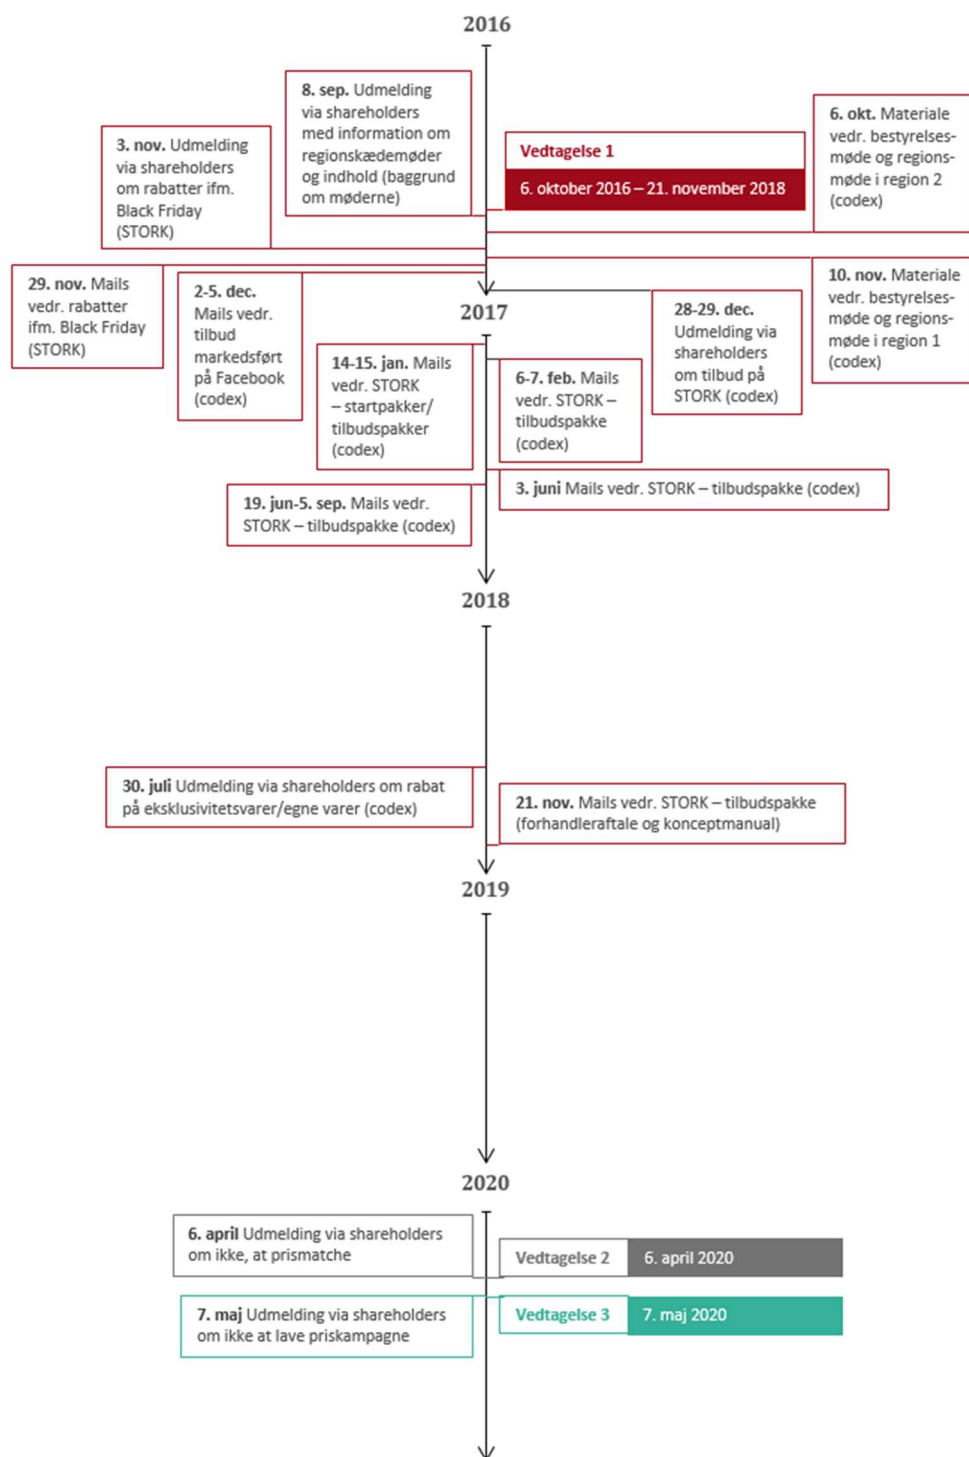 2016
8. sep. Udmelding
via shareholders
med information om
regionskædemøder
og indhold (baggrund
om møderne)
6. okt. Materiale
vedr. bestyrelses-
møde og regions-
møde i region 2
(codex)
3. nov. Udmelding
via shareholders
om rabatter ifm.
Black Friday
(STORK)
Vedtagelse 1
6. oktober 2016 – 21. november 2018
29. nov. Mails
vedr. rabatter
ifm. Black Friday
(STORK)
2-5. dec.
Mails vedr.
tilbud
markedsført
på Facebook
(codex)
10. nov. Materiale
vedr. bestyrelses-
møde og regions-
møde i region 1
(codex)
28-29. dec.
Udmelding via
shareholders
om tilbud på
STORK (codex)
2017
14-15. jan. Mails
vedr. STORK
– startpakker/
tilbudspakker
(codex)
6-7. feb. Mails
vedr. STORK –
tilbudspakke
(codex)
3. juni Mails vedr. STORK – tilbudspakke (codex)
19. jun-5. sep. Mails vedr.
STORK – tilbudspakke (codex)
2018
30. juli Udmelding via shareholders om rabat
på eksklusivitetsvarer/egne varer (codex)
21. nov. Mails vedr. STORK – tilbudspakke
(forhandleraftale og konceptmanual)
2019
2020
6. april Udmelding via shareholders
om ikke, at prismatche
Vedtagelse 2
6. april 2020
7. maj Udmelding via shareholders
om ikke at lave priskampagne
Vedtagelse 3
7. maj 2020